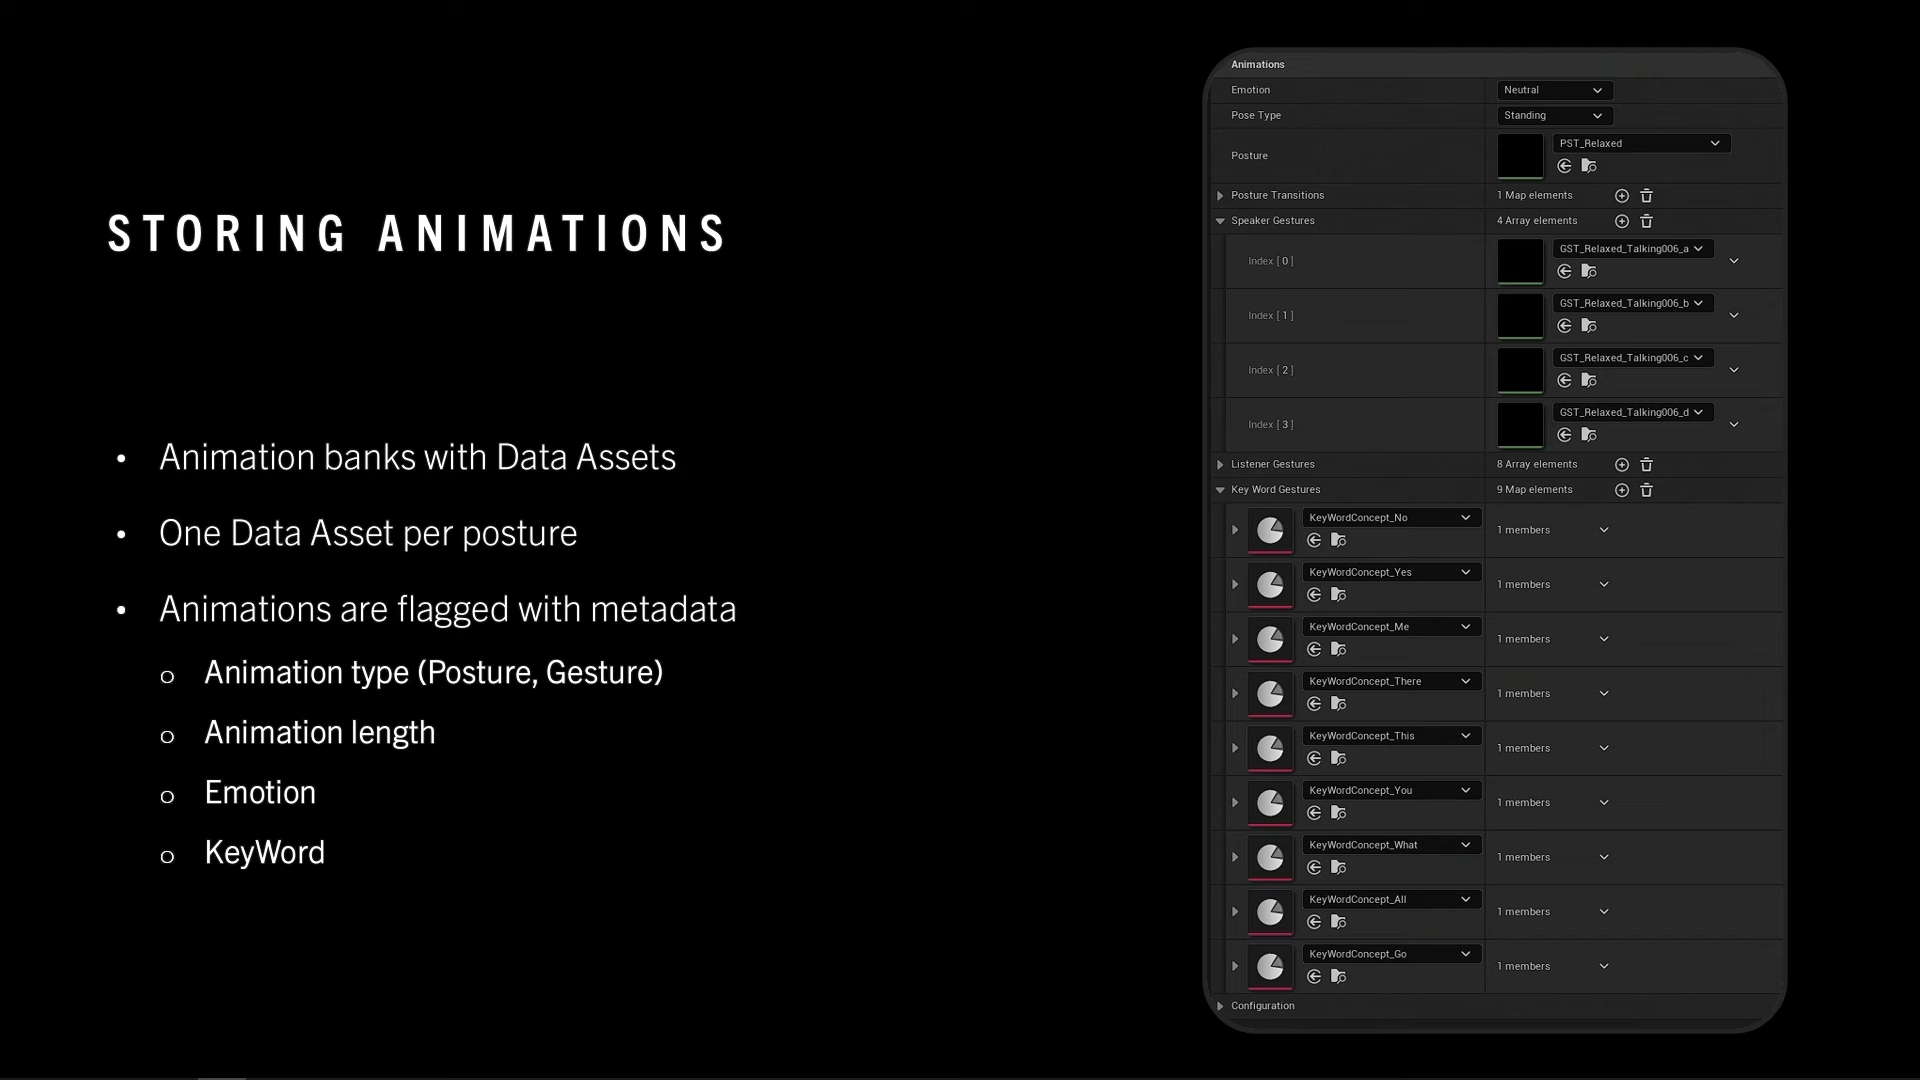 STORING ANIMATIONS
• Animation banks with Data Assets
• One Data Asset per posture
• Animations are flagged with metadata
o Animation type (Posture, Gesture)
o Animation length
o Emotion
o KeyWord
Animations
Emotion Neutral
Pose Type Standing
Posture PST_Relaxed
Posture Transitions 1 Map elements
Speaker Gestures 4 Array elements
Index [ 0 ] GST_Relaxed_Talking006_a
Index [ 1 ] GST_Relaxed_Talking006_b
Index [ 2 ] GST_Relaxed_Talking006_c
Index [ 3 ] GST_Relaxed_Talking006_d
Listener Gestures 8 Array elements
Key Word Gestures 9 Map elements
KeyWordConcept_No 1 members
KeyWordConcept_Yes 1 members
KeyWordConcept_Me 1 members
KeyWordConcept_There 1 members
KeyWordConcept_This 1 members
KeyWordConcept_You 1 members
KeyWordConcept_What 1 members
KeyWordConcept_All 1 members
KeyWordConcept_Go 1 members
Configuration